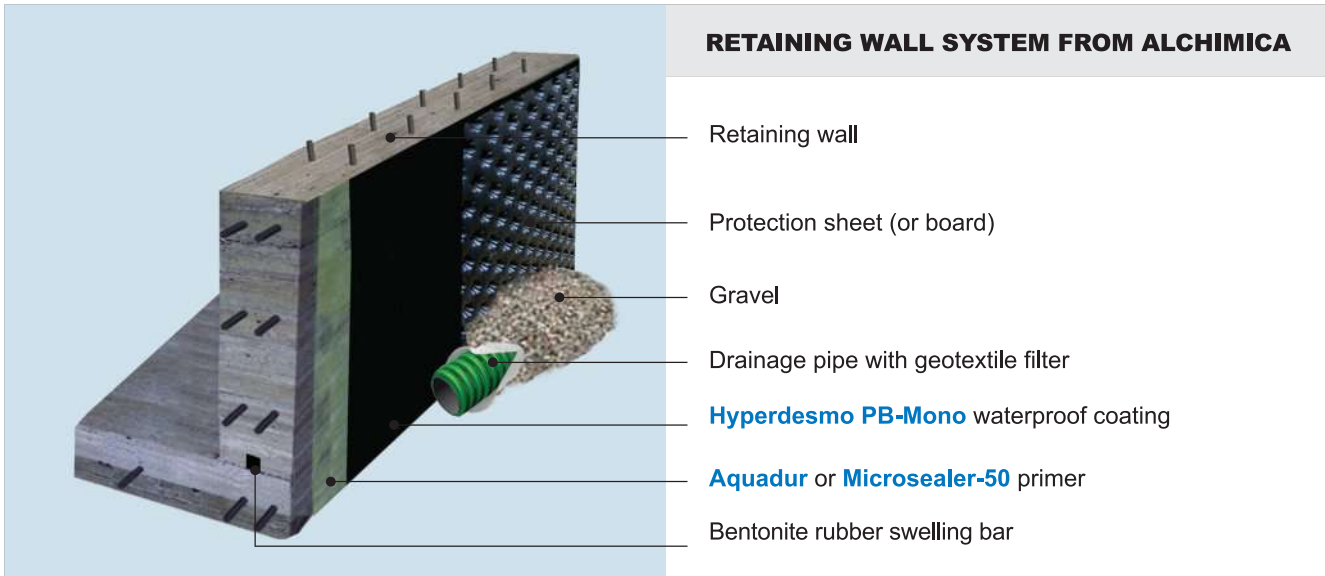 RETAINING WALL SYSTEM FROM ALCHIMICA
Retaining wall
Protection sheet (or board)
Gravel
Drainage pipe with geotextile filter
Hyperdesmo PB-Mono waterproof coating
Aquadur or Microsealer-50 primer
Bentonite rubber swelling bar